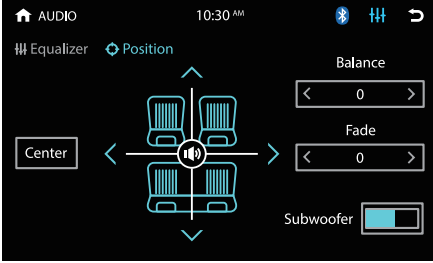 AUDIO 10:30 AM
Equalizer Position
Balance
0
Fade
Center
0
Subwoofer